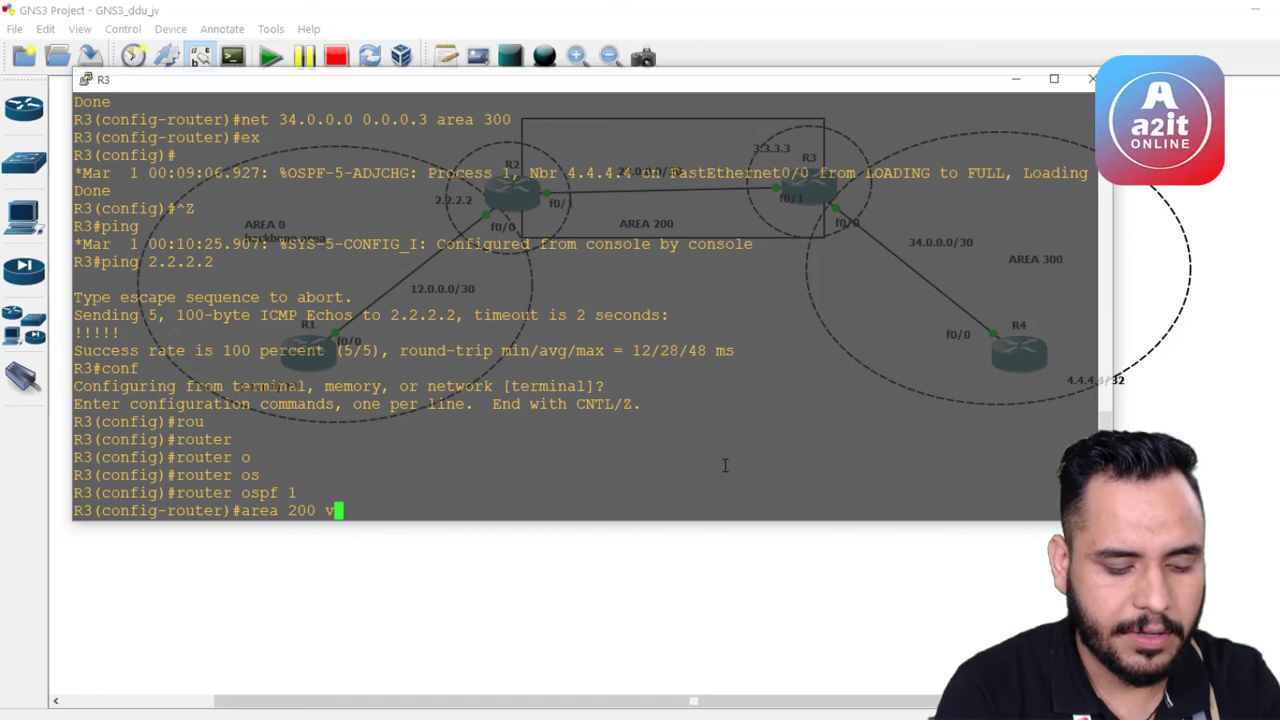 GNS3 Project - GNS3_ddu_jv
File Edit View Control Device Annotate Tools Help
R3
Done
R3(config-router)#net 34.0.0.0 0.0.0.3 area 300
R3(config-router)#ex
R3(config)#
*Mar  1 00:09:06.927: %OSPF-5-ADJCHG: Process 1, Nbr 4.4.4.4 on FastEthernet0/0 from LOADING to FULL, Loading
Done
R3(config)#^Z
R3#ping
*Mar  1 00:10:25.907: %SYS-5-CONFIG_I: Configured from console by console
R3#ping 2.2.2.2
Type escape sequence to abort.
Sending 5, 100-byte ICMP Echos to 2.2.2.2, timeout is 2 seconds:
!!!!!
Success rate is 100 percent (5/5), round-trip min/avg/max = 12/28/48 ms
R3#conf
Configuring from terminal, memory, or network [terminal]?
Enter configuration commands, one per line.  End with CNTL/Z.
R3(config)#rou
R3(config)#router
R3(config)#router o
R3(config)#router os
R3(config)#router ospf 1
R3(config-router)#area 200 v
3.3.3.3
R2
R3
2.2.2.2
f0/1
f0/1
AREA 0
backbone area
f0/0
AREA 200
f0/0
34.0.0.0/30
AREA 300
12.0.0.0/30
R1
f0/0
f0/0
R4
A
a2it
ONLINE